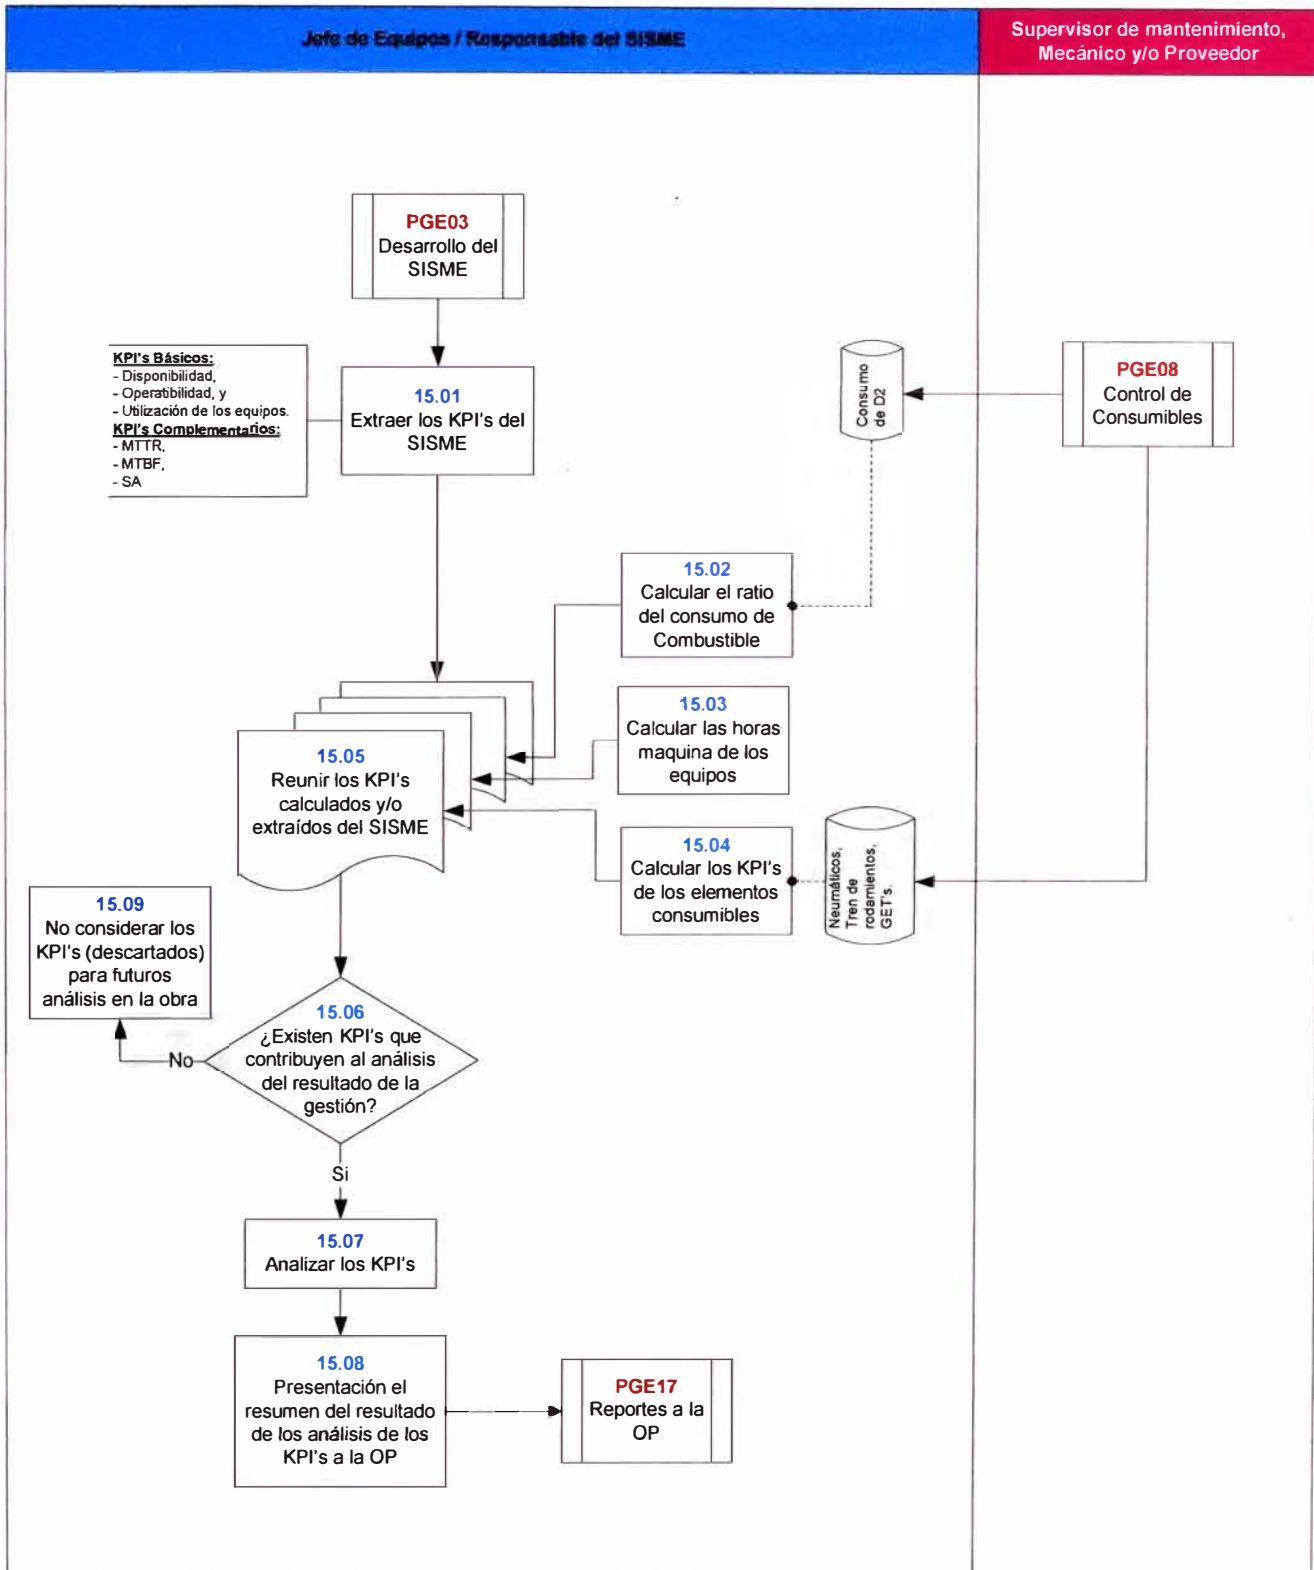 Jefe de Equipos / Responsable del SISME
Supervisor de mantenimiento,
Mecánico y/o Proveedor
PGE03
Desarrollo del
SISME
KPI's Básicos:
- Disponibilidad,
- Operatibilidad, y
- Utilización de los equipos.
KPI's Complementarios:
- MTTR,
- MTBF,
- SA
15.01
Extraer los KPI's del
SISME
Consumo
de D2
PGE08
Control de
Consumibles
15.02
Calcular el ratio
del consumo de
Combustible
15.03
Calcular las horas
maquina de los
equipos
15.05
Reunir los KPI's
calculados y/o
extraídos del SISME
15.04
Calcular los KPI's
de los elementos
consumibles
Neumáticos,
Tren de
rodamientos,
GET's.
15.09
No considerar los
KPI's (descartados)
para futuros
análisis en la obra
15.06
¿Existen KPI's que
contribuyen al análisis
del resultado de la
gestión?
No
Si
15.07
Analizar los KPI's
15.08
Presentación el
resumen del resultado
de los análisis de los
KPI's a la OP
PGE17
Reportes a la
OP